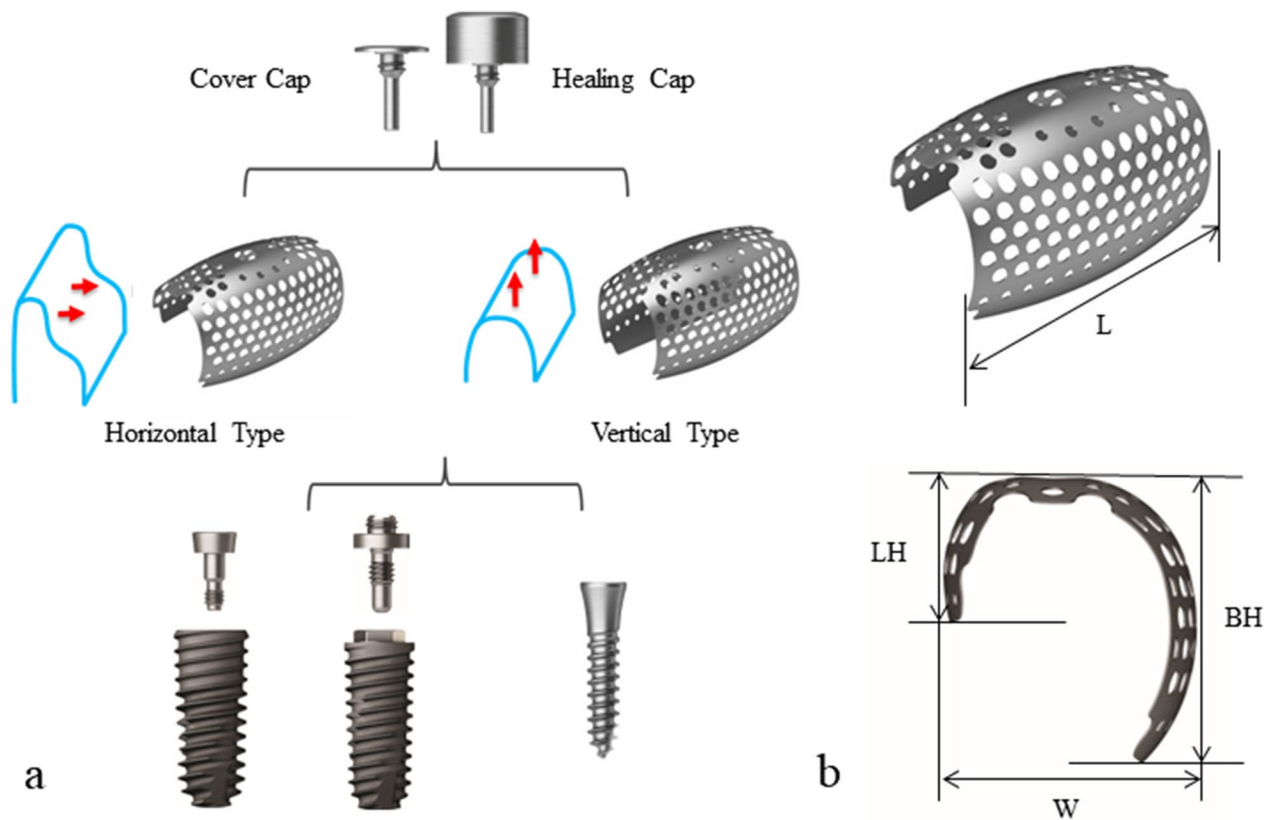 Cover Cap
Healing Cap
Horizontal Type
Vertical Type
a
L
LH
BH
W
b